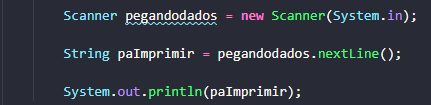 Scanner pegandodados = new Scanner(System.in);
String paImprimir = pegandodados.nextLine();
System.out.println(paImprimir);